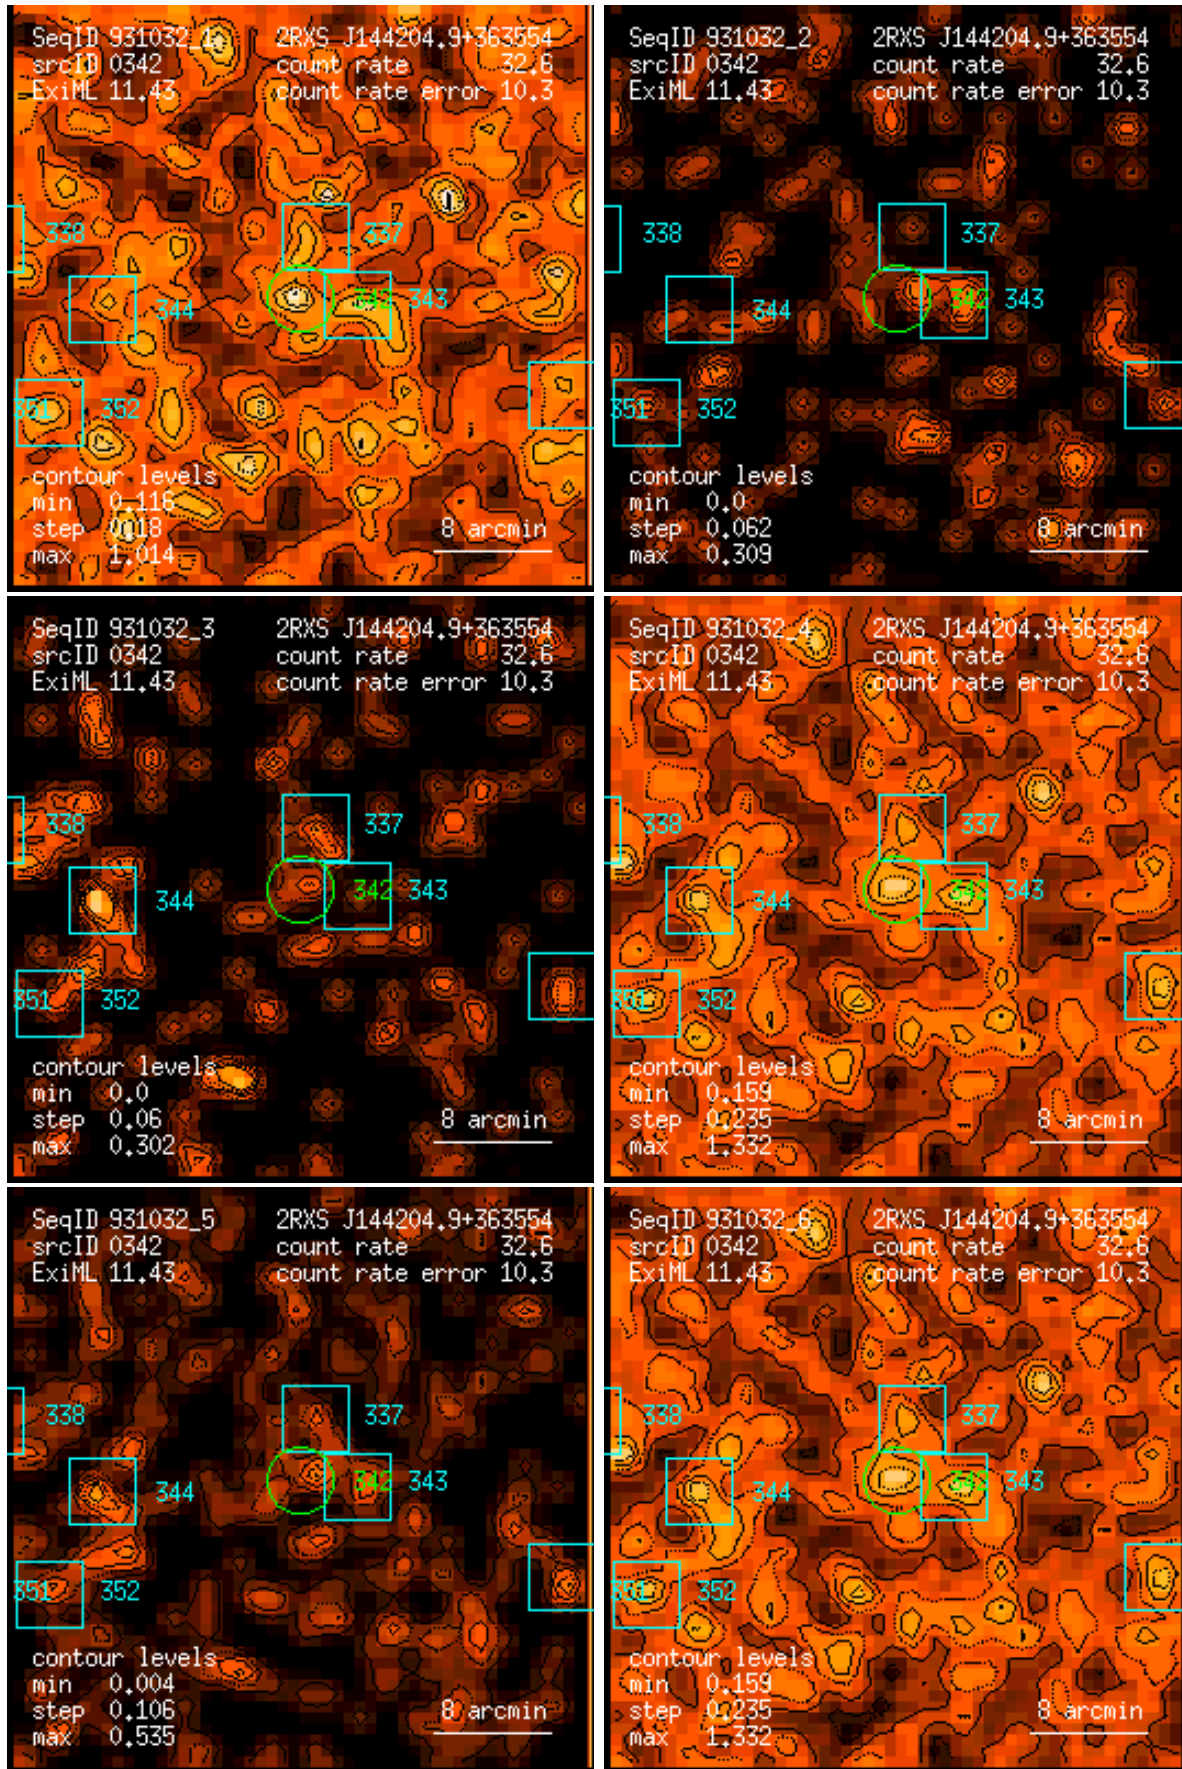 SeqID 931032_1 2RXS J144204.9+363554
srcID 0342 count rate 32.6
ExiML 11.43 count rate error 10.3
338 337
344 342 343
351 352
contour levels
min 0.116
step 0.18 8 arcmin
max 1.014
SeqID 931032_2 2RXS J144204.9+363554
srcID 0342 count rate 32.6
ExiML 11.43 count rate error 10.3
338 337
344 342 343
351 352
contour levels
min 0.0
step 0.062 8 arcmin
max 0.309
SeqID 931032_3 2RXS J144204.9+363554
srcID 0342 count rate 32.6
ExiML 11.43 count rate error 10.3
338 337
344 342 343
351 352
contour levels
min 0.0
step 0.06 8 arcmin
max 0.302
SeqID 931032_4 2RXS J144204.9+363554
srcID 0342 count rate 32.6
ExiML 11.43 count rate error 10.3
338 337
344 342 343
351 352
contour levels
min 0.159
step 0.235 8 arcmin
max 1.332
SeqID 931032_5 2RXS J144204.9+363554
srcID 0342 count rate 32.6
ExiML 11.43 count rate error 10.3
338 337
344 342 343
351 352
contour levels
min 0.004
step 0.106 8 arcmin
max 0.535
SeqID 931032_6 2RXS J144204.9+363554
srcID 0342 count rate 32.6
ExiML 11.43 count rate error 10.3
338 337
344 342 343
351 352
contour levels
min 0.159
step 0.235 8 arcmin
max 1.332